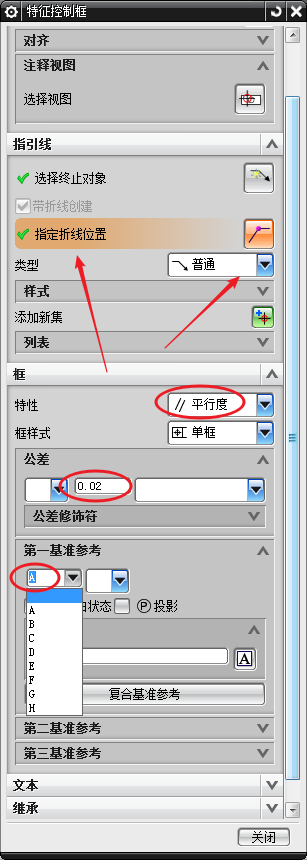 特征控制框
对齐
注释视图
选择视图
指引线
选择终止对象
带折线创建
指定折线位置
类型 普通
样式
添加新集
列表
框
特性 // 平行度
框样式 单框
公差
0.02
公差修饰符
第一基准参考
A
A
B
C
D
E
F
G
H
由状态 Ⓟ 投影
A
复合基准参考
第二基准参考
第三基准参考
文本
继承
关闭